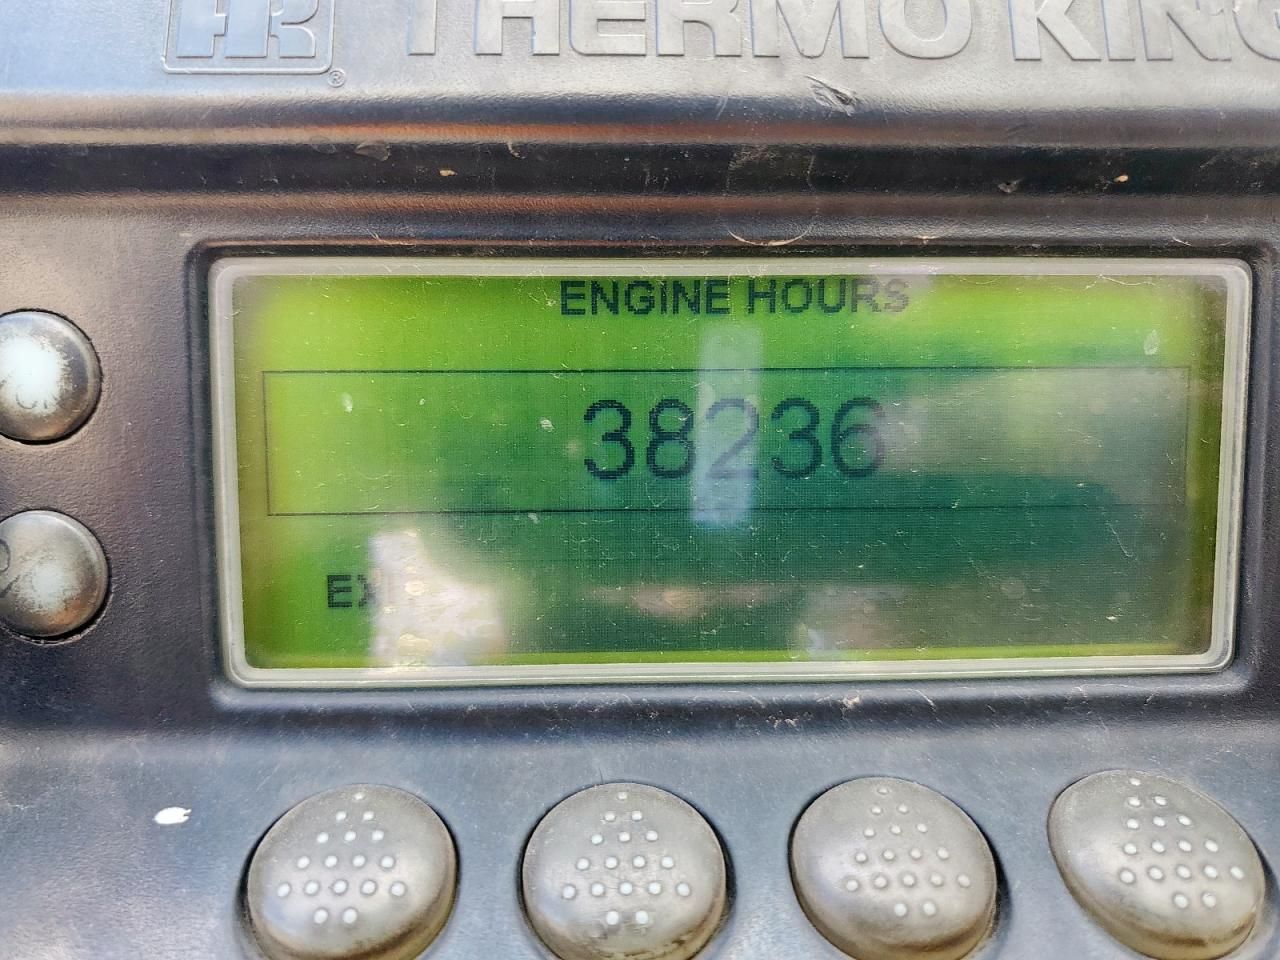 THERMO KING
®
ENGINE HOURS
38236